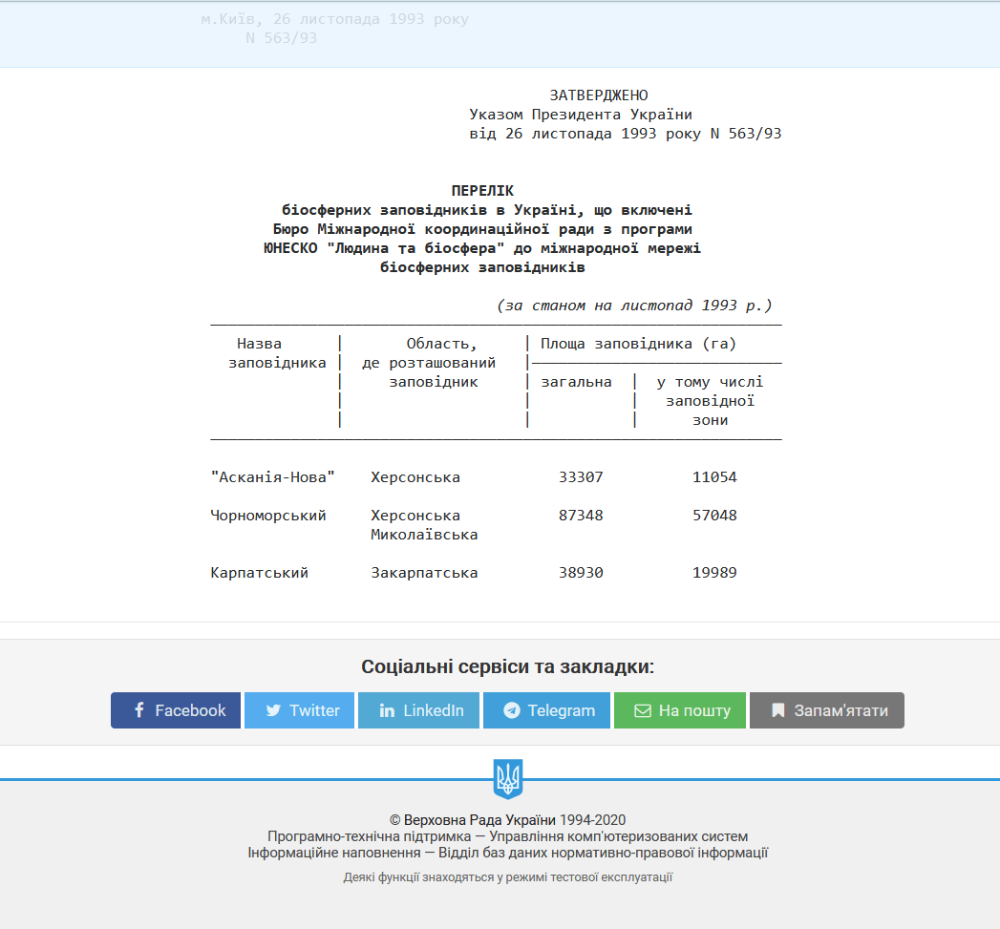 м.Київ, 26 листопада 1993 року
N 563/93
ЗАТВЕРДЖЕНО
Указом Президента України
від 26 листопада 1993 року N 563/93
ПЕРЕЛІК
біосферних заповідників в Україні, що включені
Бюро Міжнародної координаційної ради з програми
ЮНЕСКО "Людина та біосфера" до міжнародної мережі
біосферних заповідників
(за станом на листопад 1993 р.)
Назва | Область, | Площа заповідника (га)
заповідника | де розташований |
| заповідник | загальна | у тому числі
| | | заповідної
| | | зони
"Асканія-Нова" Херсонська 33307 11054
Чорноморський Херсонська 87348 57048
Миколаївська
Карпатський Закарпатська 38930 19989
Соціальні сервіси та закладки:
Facebook Twitter LinkedIn Telegram На пошту Запам'ятати
© Верховна Рада України 1994-2020
Програмно-технічна підтримка — Управління комп'ютеризованих систем
Інформаційне наповнення — Відділ баз даних нормативно-правової інформації
Деякі функції знаходяться у режимі тестової експлуатації